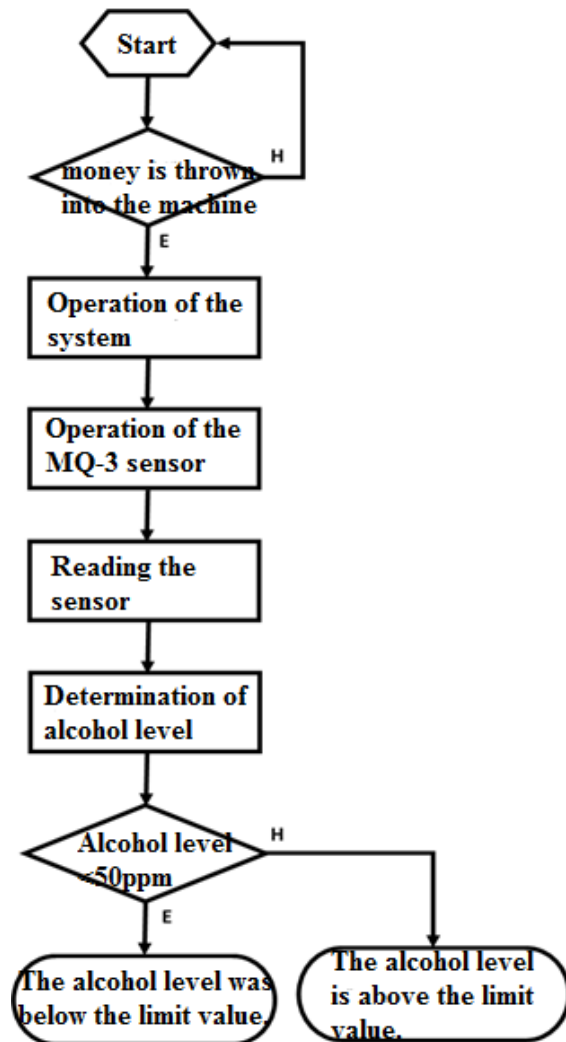 Start
H
money is thrown
into the machine
E
Operation of the
system
Operation of the
MQ-3 sensor
Reading the
sensor
Determination of
alcohol level
H
Alcohol level
<50ppm
E
The alcohol level was
below the limit value.
The alcohol level
is above the limit
value.